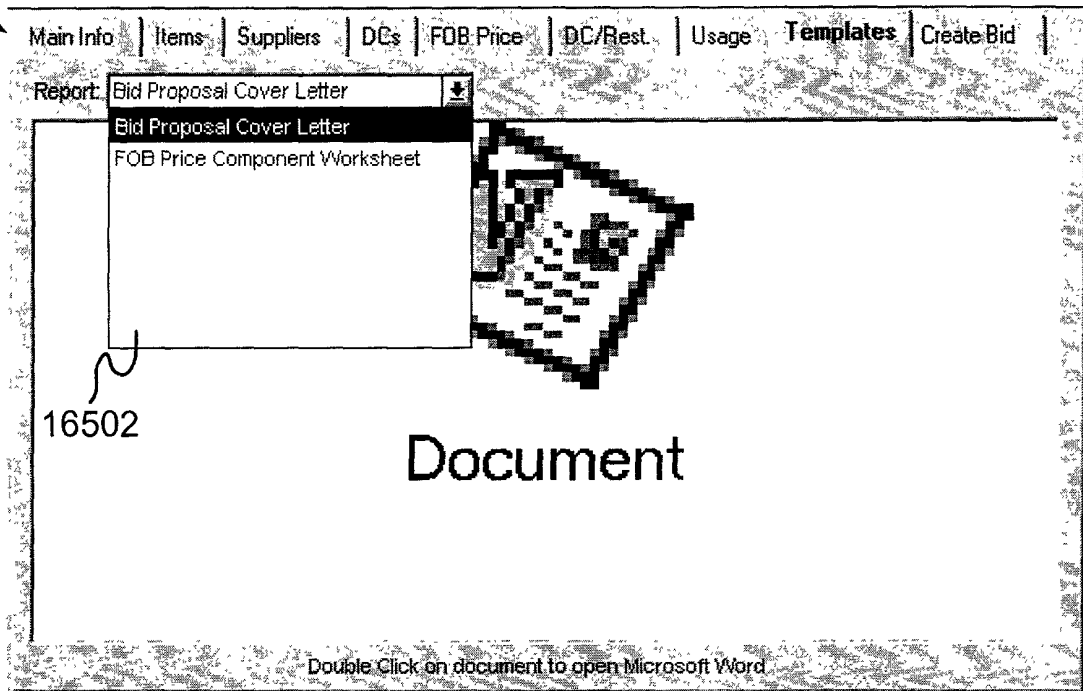 Main Info Items Suppliers DCs FOB Price DC/Rest. Usage Templates Create Bid
Report: Bid Proposal Cover Letter
Bid Proposal Cover Letter
FOB Price Component Worksheet
16502
Document
Double Click on document to open Microsoft Word